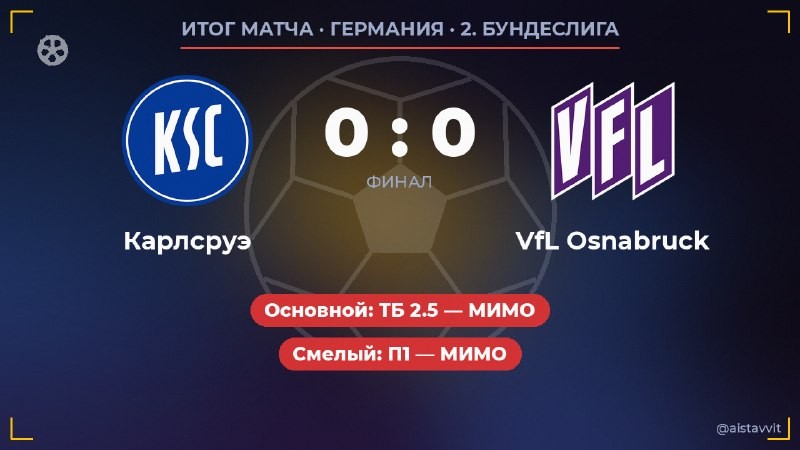 ИТОГ МАТЧА · ГЕРМАНИЯ · 2. БУНДЕСЛИГА
KSC
0 : 0
VFL
ФИНАЛ
Карлсруэ
VfL Osnabruck
Основной: ТБ 2.5 — МИМО
Смелый: П1 — МИМО
@aistavvit